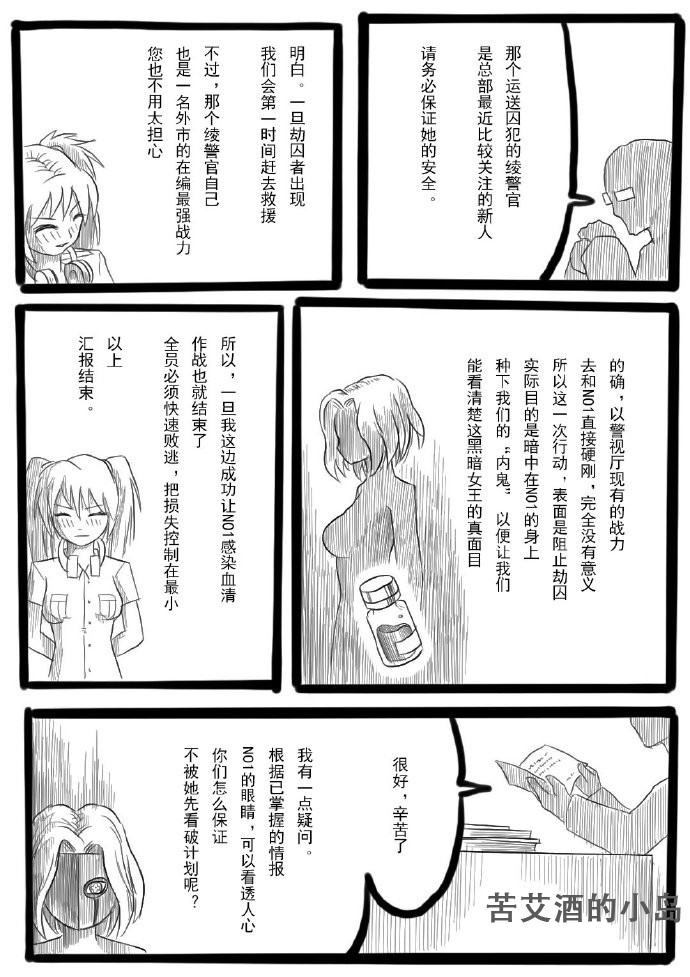 那个运送囚犯的绫警官
是总部最近比较关注的新人
请务必保证她的安全。
明白。一旦劫囚者出现
我们会第一时间赶去救援
不过，那个绫警官自己
也是一名外市的在编最强战力
您也不用太担心
的确，以警视厅现有的战力
去和NO1直接硬刚，完全没有意义
所以这一次行动，表面是阻止劫囚
实际目的是暗中在NO1的身上
种下我们的“内鬼”以便让我们
能看清楚这黑暗女王的真面目
所以，一旦我这边成功让NO1感染血清
作战也就结束了
全员必须快速败逃，把损失控制在最小
以上
汇报结束。
很好，辛苦了
我有一点疑问。
根据已掌握的情报
NO1的眼睛，可以看透人心
你们怎么保证
不被她先看破计划呢？
苦艾酒的小岛